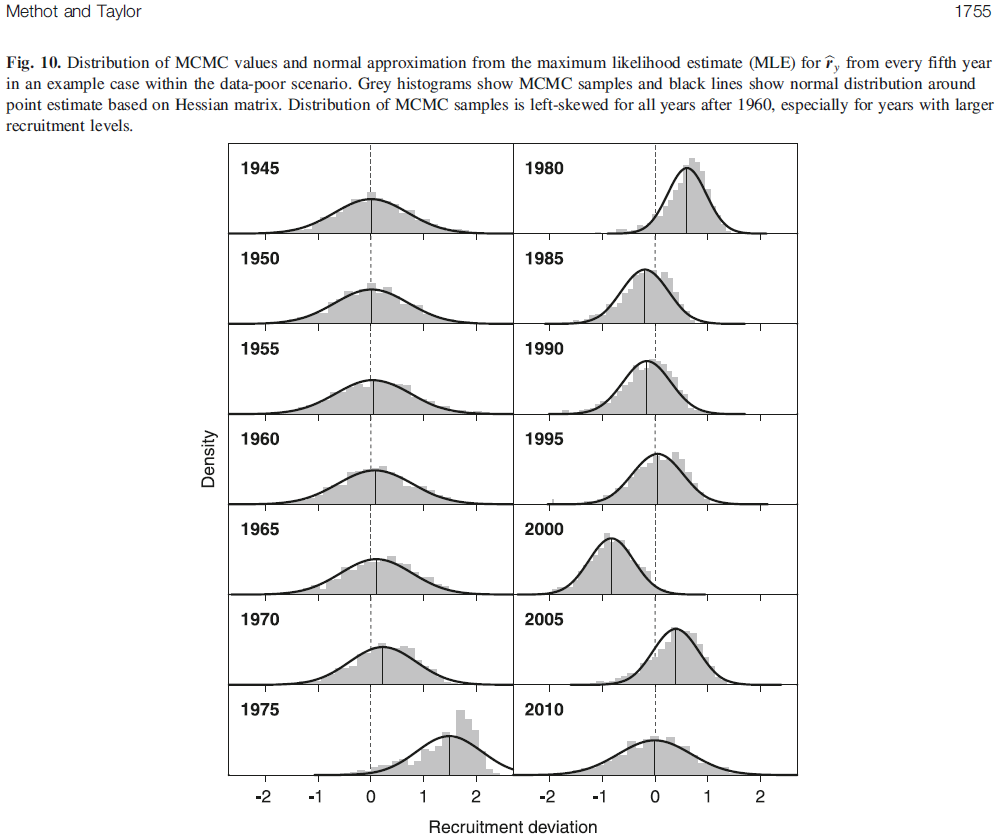 Methot and Taylor 1755
Fig. 10. Distribution of MCMC values and normal approximation from the maximum likelihood estimate (MLE) for r̂y from every fifth year
in an example case within the data-poor scenario. Grey histograms show MCMC samples and black lines show normal distribution around
point estimate based on Hessian matrix. Distribution of MCMC samples is left-skewed for all years after 1960, especially for years with larger
recruitment levels.
1945 1980
1950 1985
1955 1990
1960 1995
Density
1965 2000
1970 2005
1975 2010
-2 -1 0 1 2 -2 -1 0 1 2
Recruitment deviation